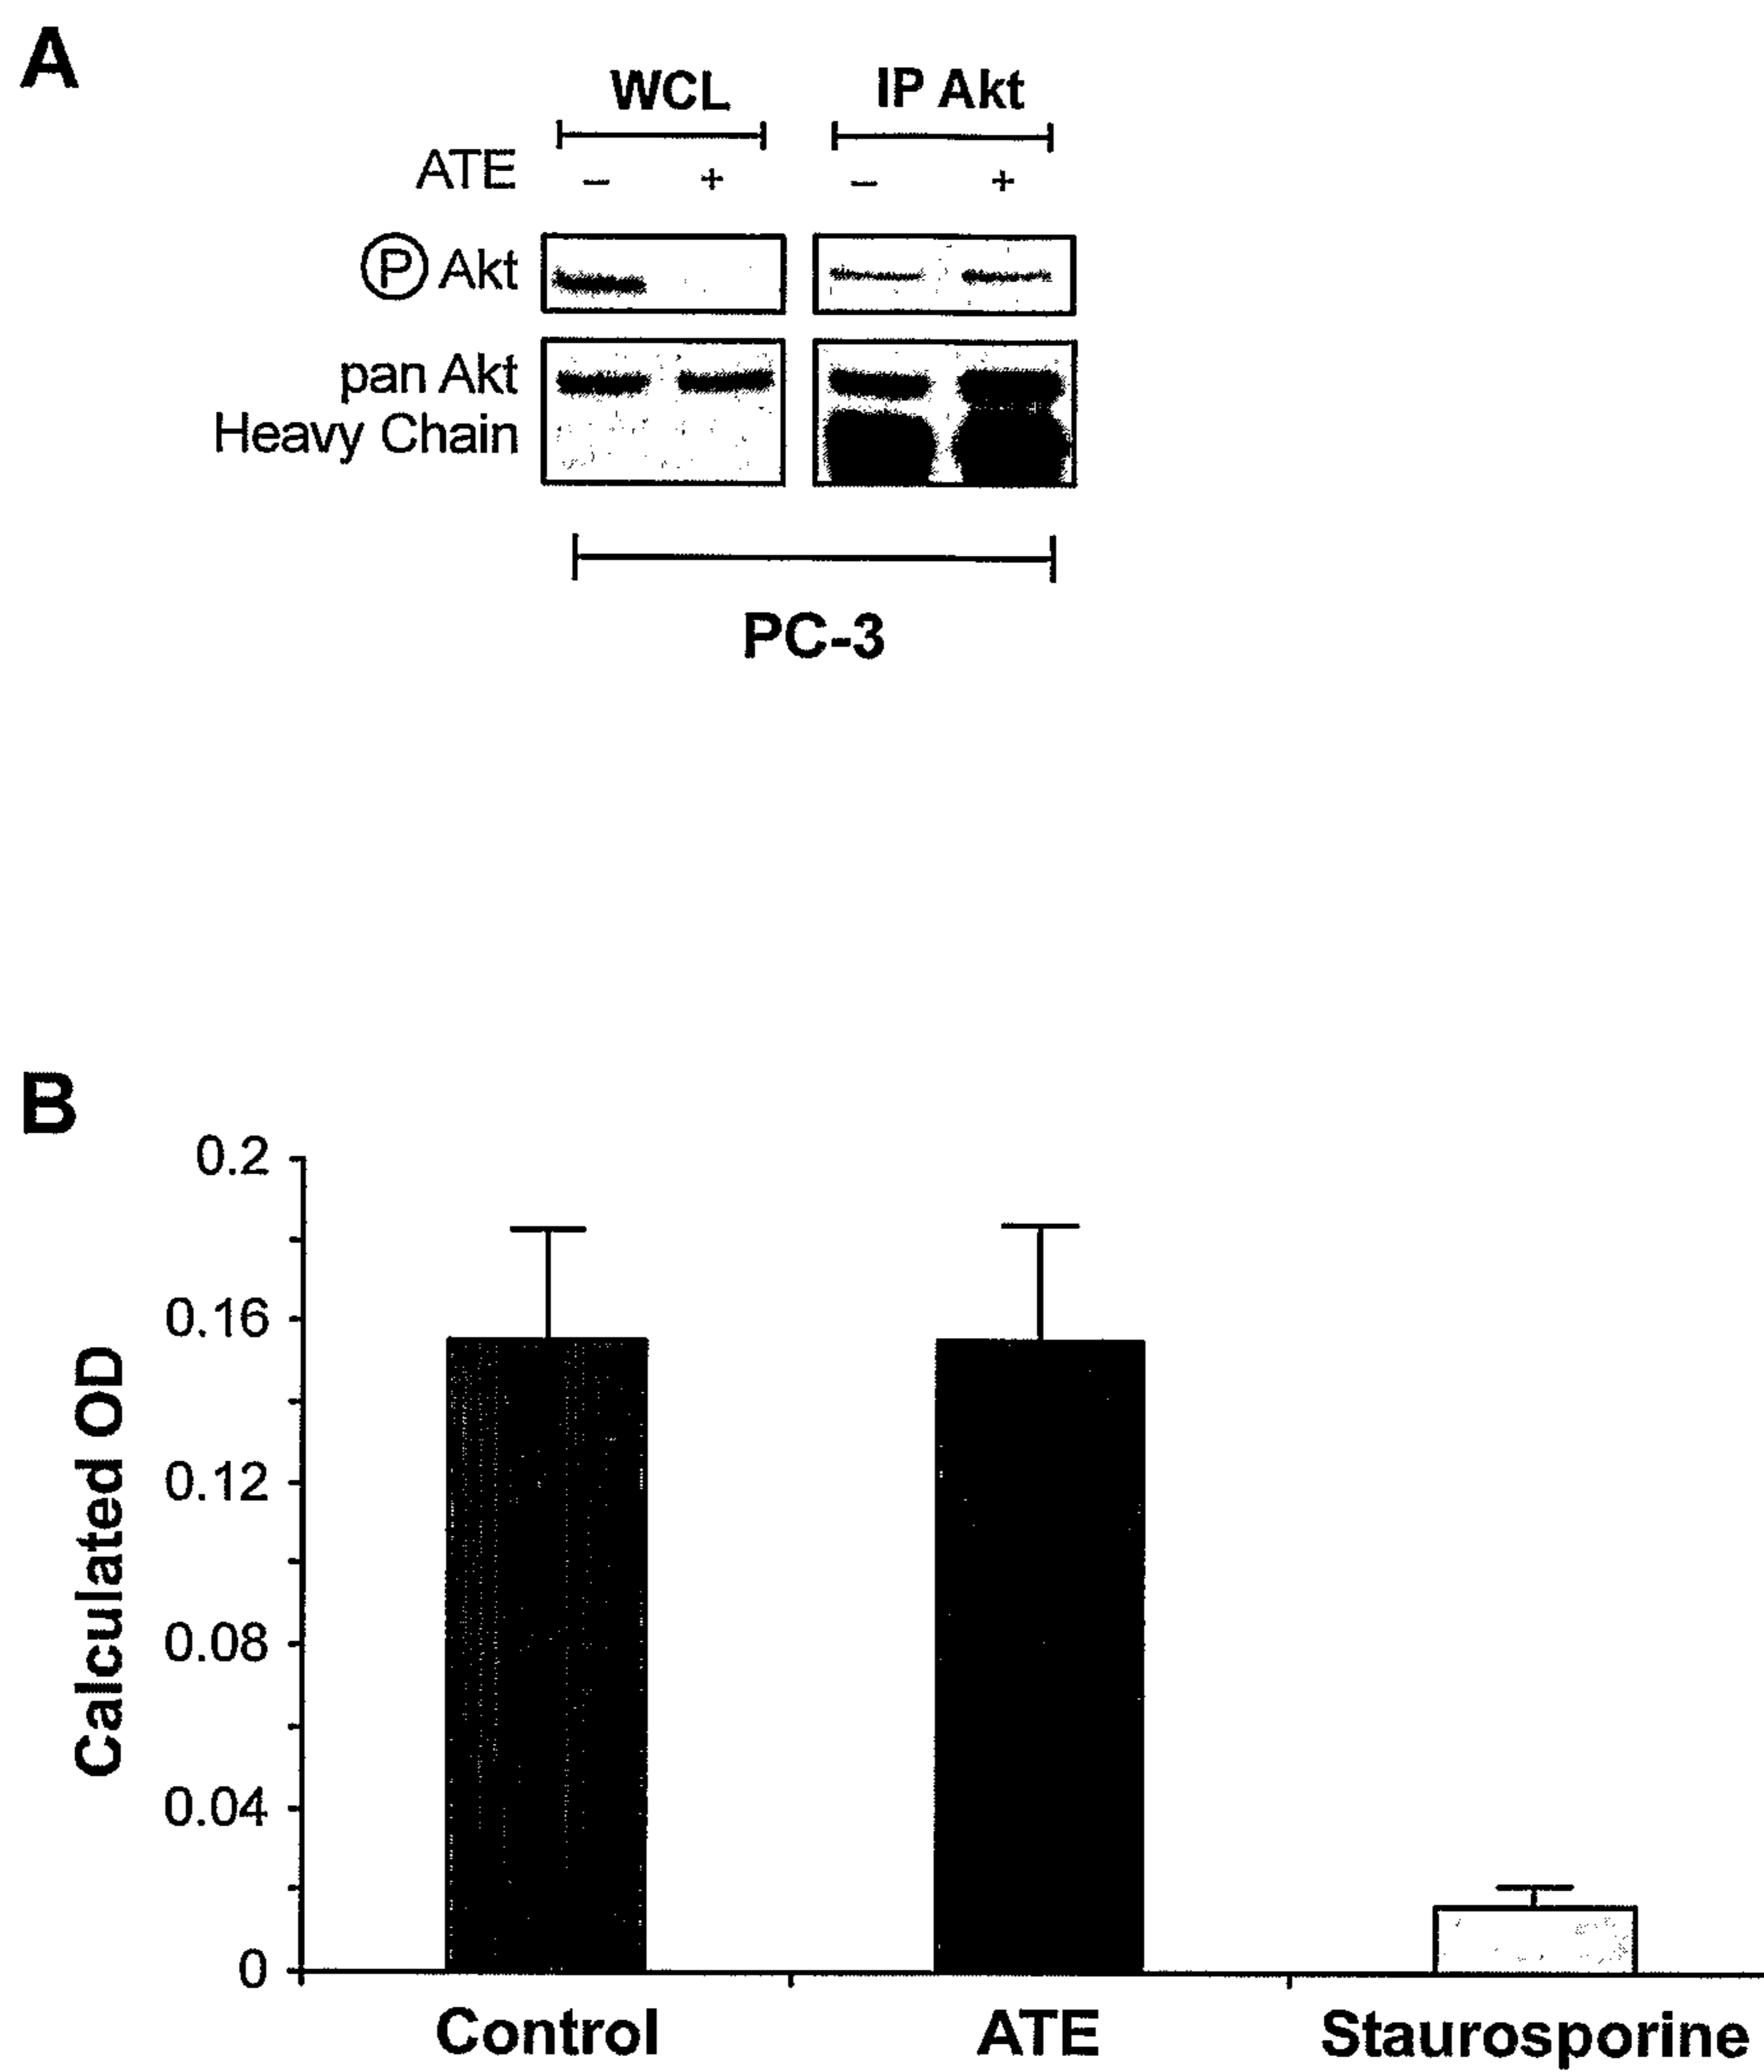 A
WCL IP Akt
ATE – + – +
Ⓟ Akt
pan Akt
Heavy Chain
PC-3
B
0.2
0.16
0.12
0.08
0.04
0
Calculated OD
Control ATE Staurosporine